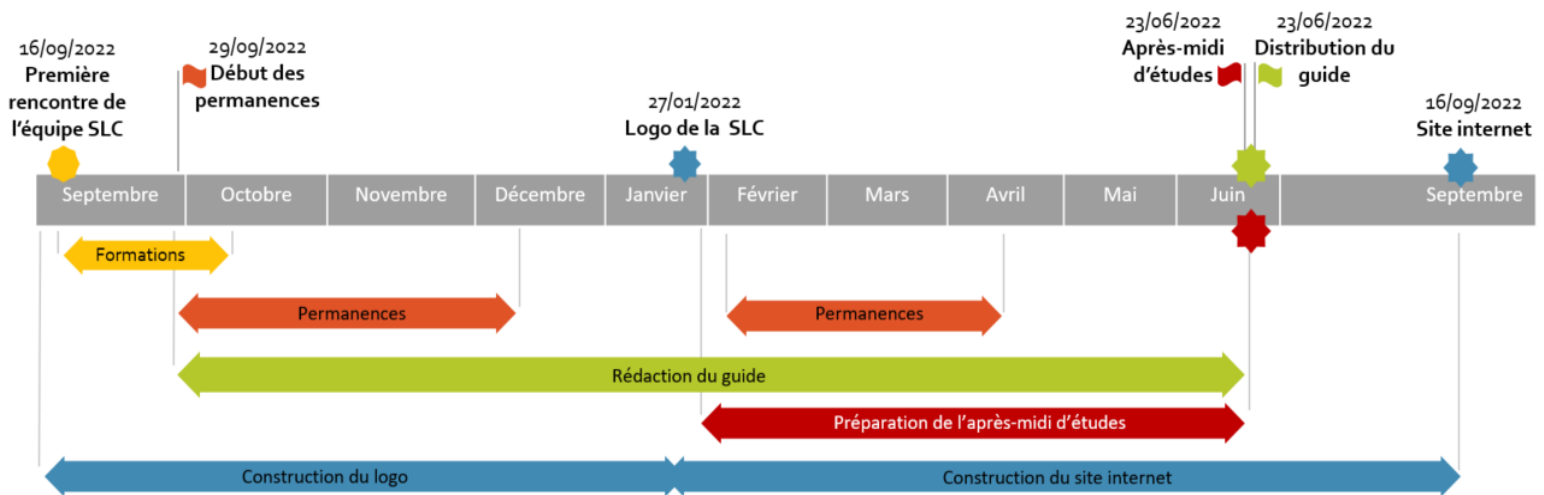 16/09/2022
Première
rencontre de
l'équipe SLC
29/09/2022
Début des
permanences
27/01/2022
Logo de la SLC
23/06/2022
Après-midi
d'études
23/06/2022
Distribution du
guide
16/09/2022
Site internet
Septembre
Octobre
Novembre
Décembre
Janvier
Février
Mars
Avril
Mai
Juin
Septembre
Formations
Permanences
Permanences
Rédaction du guide
Préparation de l'après-midi d'études
Construction du logo
Construction du site internet